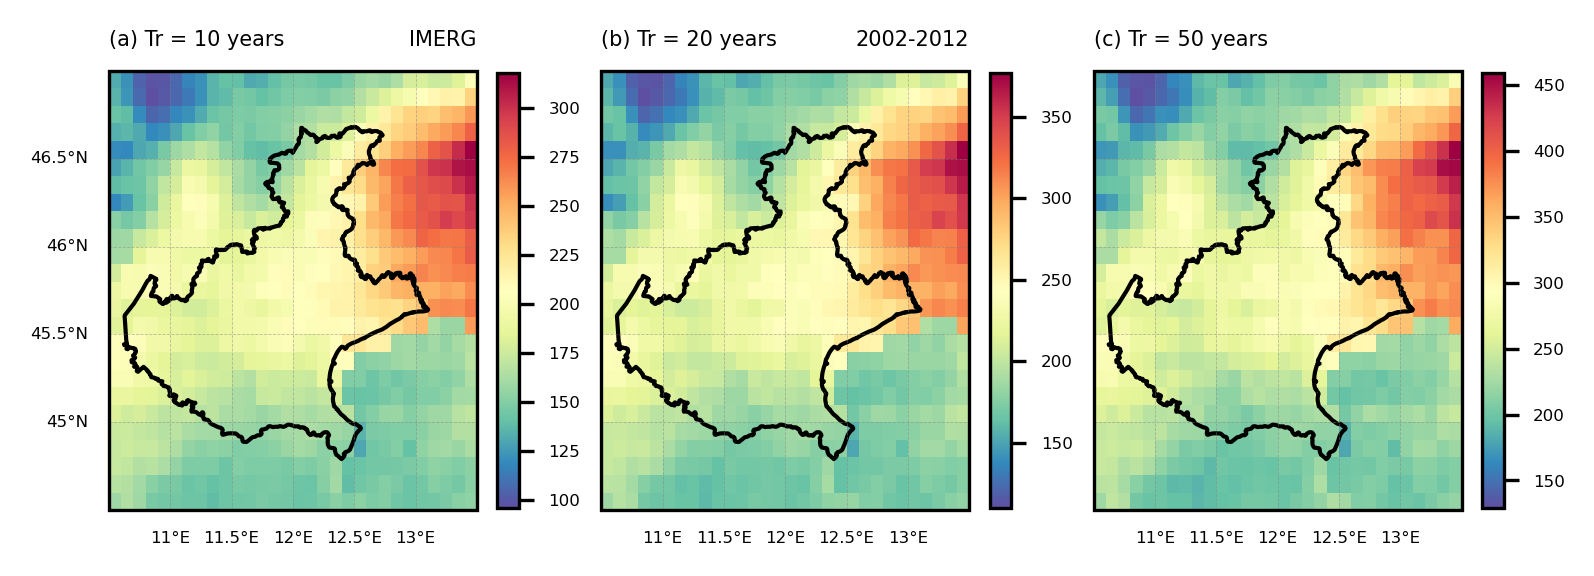 (a) Tr = 10 years IMERG
(b) Tr = 20 years 2002-2012
(c) Tr = 50 years
46.5°N
46°N
45.5°N
45°N
11°E 11.5°E 12°E 12.5°E 13°E
300
275
250
225
200
175
150
125
100
11°E 11.5°E 12°E 12.5°E 13°E
350
300
250
200
150
11°E 11.5°E 12°E 12.5°E 13°E
450
400
350
300
250
200
150